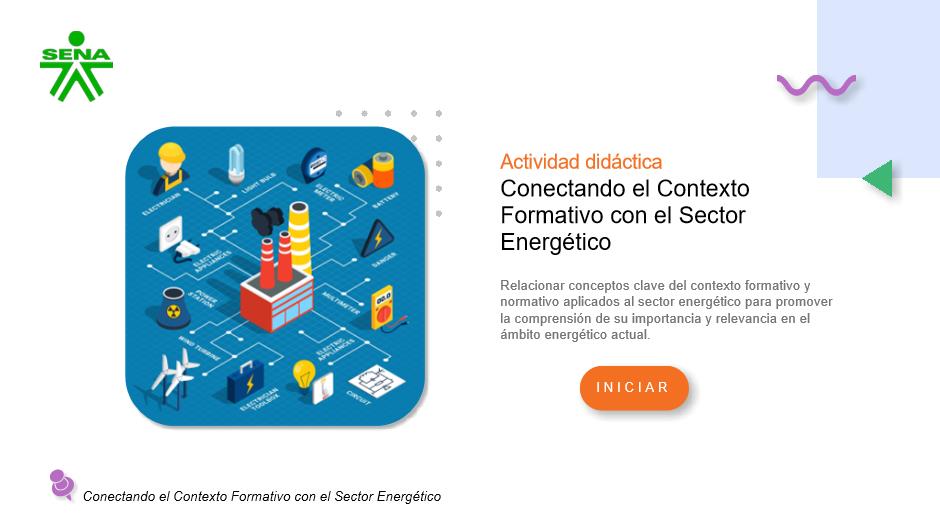 SENA
Actividad didáctica
Conectando el Contexto
Formativo con el Sector
Energético
Relacionar conceptos clave del contexto formativo y
normativo aplicados al sector energético para promover
la comprensión de su importancia y relevancia en el
ámbito energético actual.
INICIAR
ELECTRICIAN
LIGHT BULB
ELECTRIC
METER
BATTERY
ELECTRIC
APPLIANCES
DANGER
POWER
STATION
MULTIMETER
WIND TURBINE
ELECTRIC
APPLIANCES
ELECTRICIAN
TOOLBOX
CIRCUIT
00.0
Conectando el Contexto Formativo con el Sector Energético